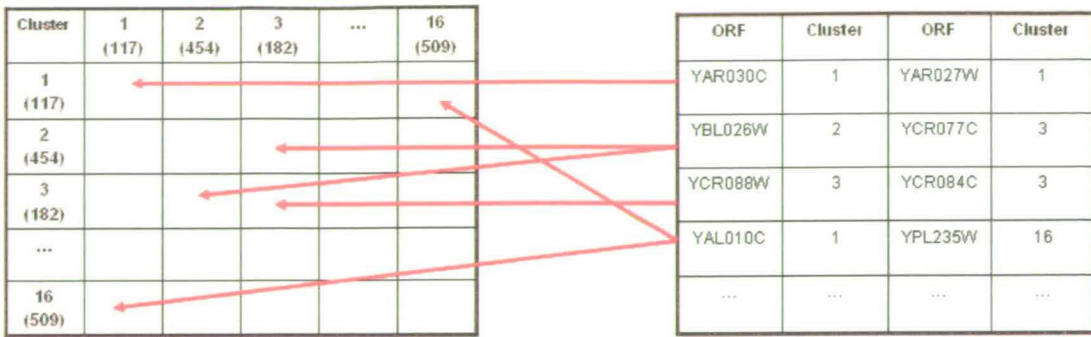 Cluster 1 2 3 ... 16
(117) (454) (182) (509)
1
(117)
2
(454)
3
(182)
...
16
(509)
ORF Cluster ORF Cluster
YAR030C 1 YAR027W 1
YBL026W 2 YCR077C 3
YCR088W 3 YCR084C 3
YAL010C 1 YPL235W 16
... ... ... ...